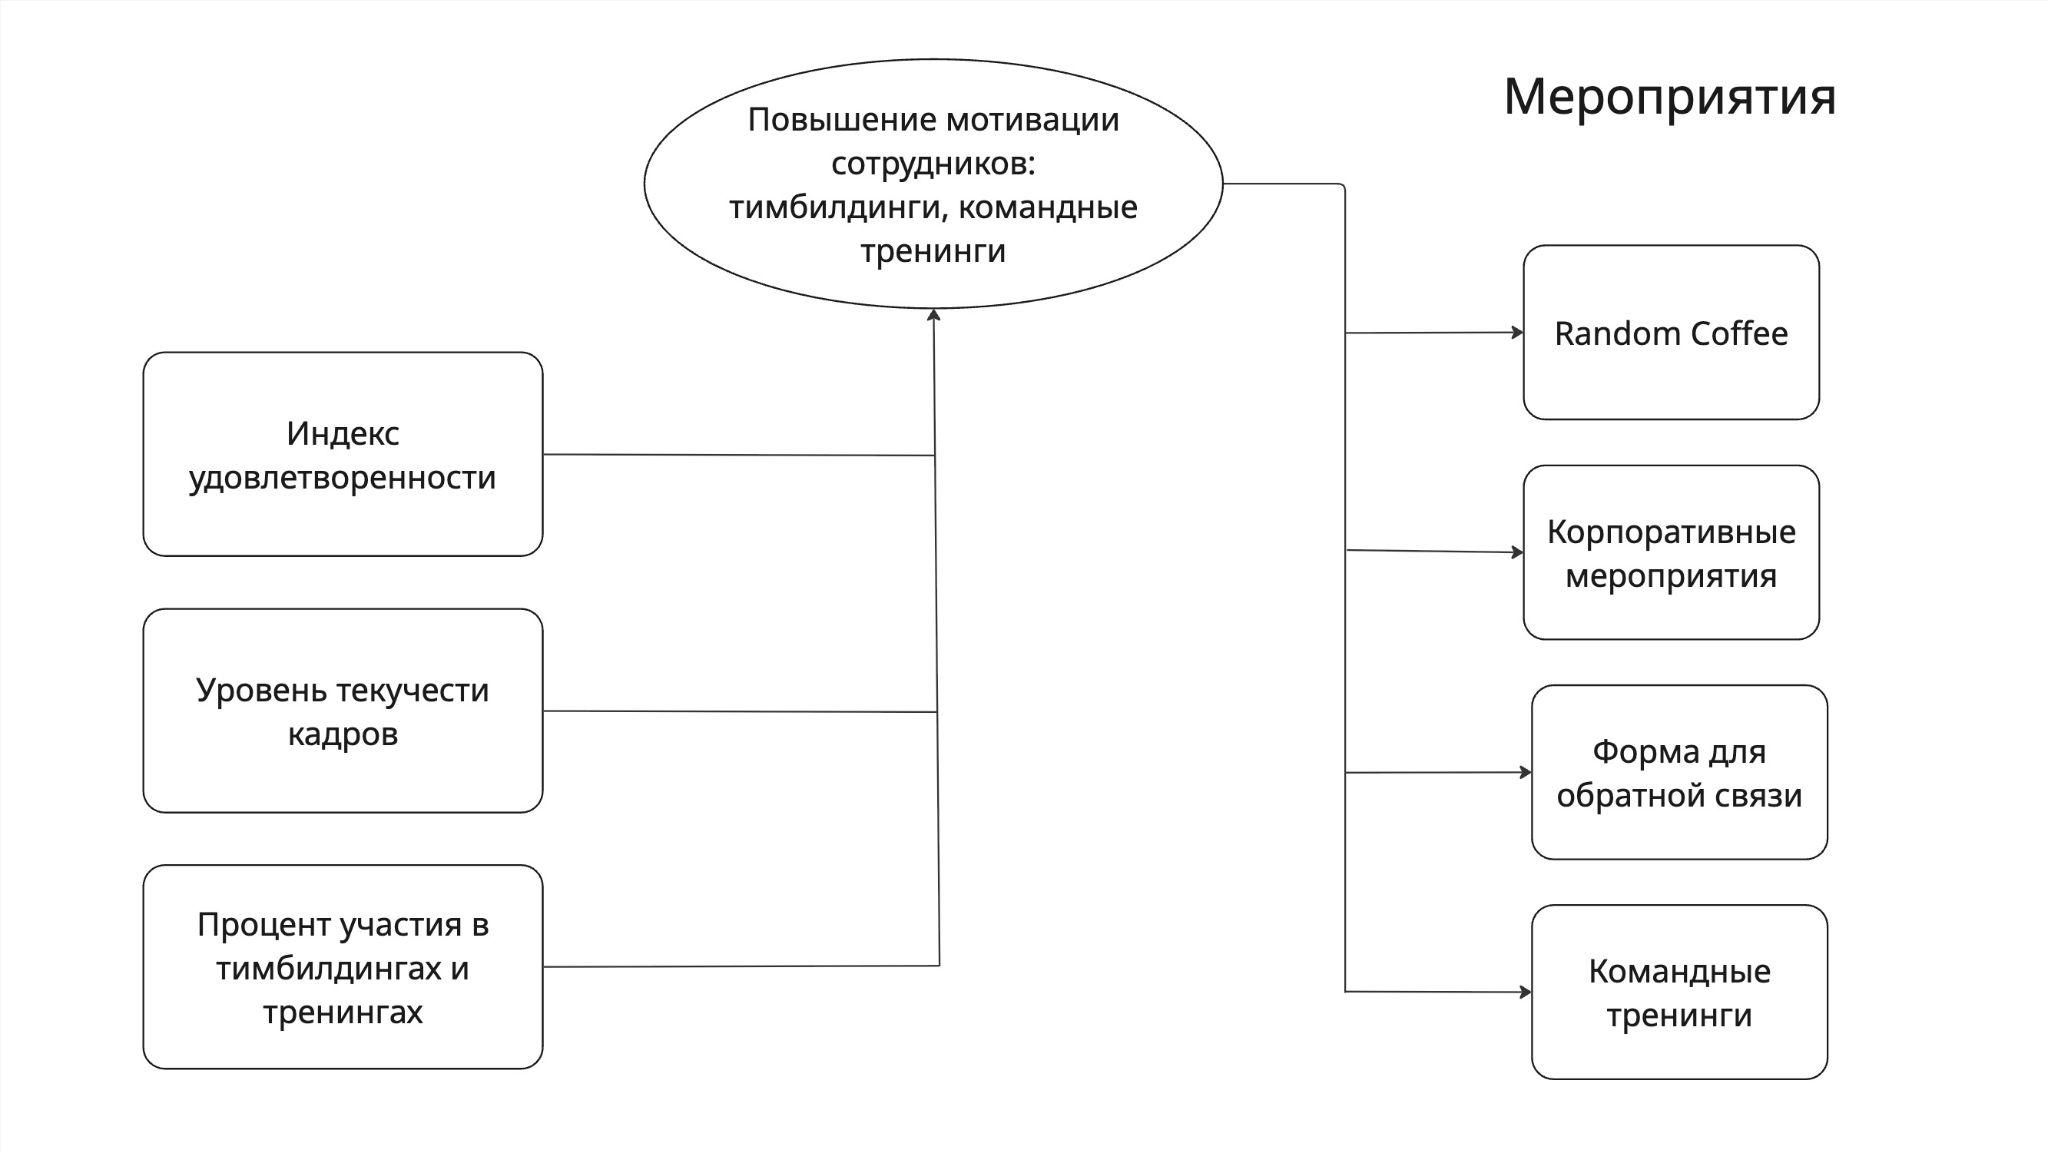 Мероприятия
Повышение мотивации
сотрудников:
тимбилдинги, командные
тренинги
Индекс
удовлетворенности
Уровень текучести
кадров
Процент участия в
тимбилдингах и
тренингах
Random Coffee
Корпоративные
мероприятия
Форма для
обратной связи
Командные
тренинги